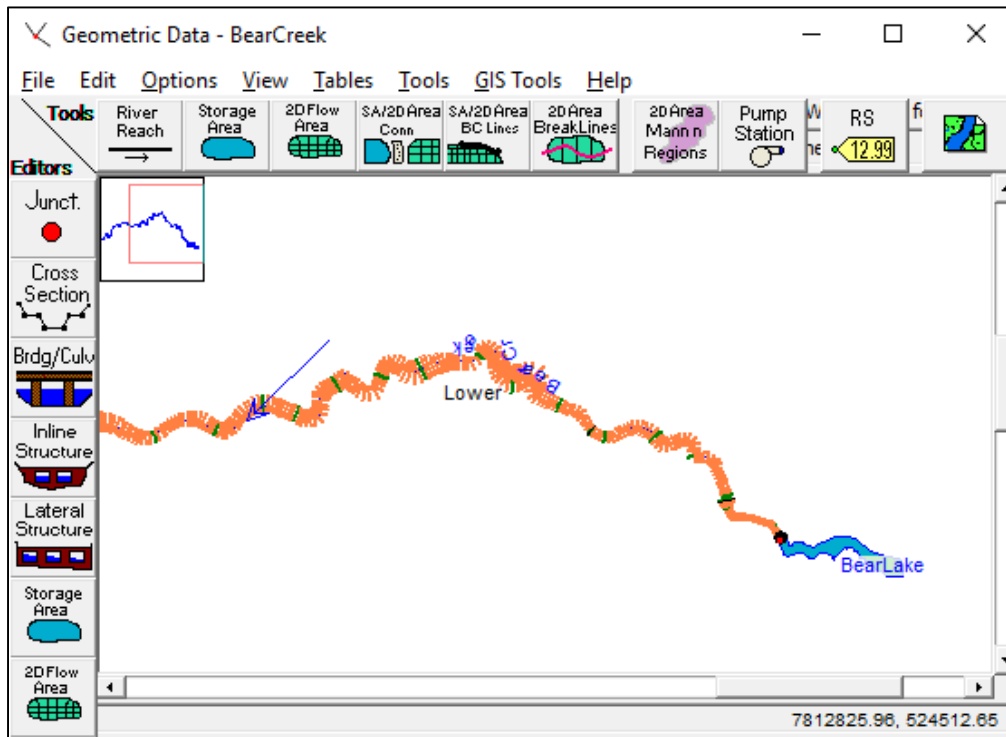 Geometric Data - BearCreek
File Edit Options View Tables Tools GIS Tools Help
Tools
Editors
River
Reach
Storage
Area
2D Flow
Area
SA/2D Area
Conn
SA/2D Area
BC Lines
2D Area
BreakLines
2D Area
Mann n
Regions
Pump
Station
RS
12.99
Junct.
Cross
Section
Brdg/Culv
Inline
Structure
Lateral
Structure
Storage
Area
2D Flow
Area
Bear Creek
Lower
BearLake
7812825.96, 524512.65